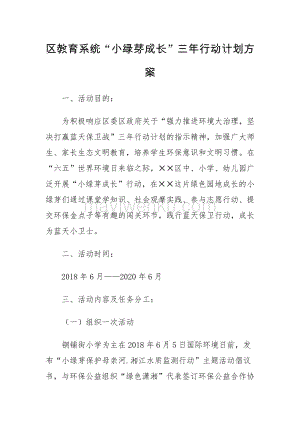 区教育系统“小绿芽成长”三年行动计划方
案
一、活动目的：
为积极响应区委区政府关于“强力推进环境大治理，坚
决打赢蓝天保卫战”三年行动计划的指示精神，加强广大师
生、家长生态文明教育，培养学生环保意识和文明习惯。在
“六五”世界环境日来临之际，××区中、小学、幼儿园广
泛开展“小绿芽成长”行动，在××这片绿色园地成长的小
绿芽们通过课堂学知识、社会观摩实践、参与志愿行动、提
交环保金点子等有趣的闯关环节，践行蓝天保卫行动，成长
为蓝天小卫士。
二、活动时间：
2018 年 6 月——2020 年 6 月
三、活动内容及任务分工：
（一）组织一次活动
铜铺街小学为主在 2018 年 6 月 5 日国际环境日前，发
布“小绿芽保护母亲河.湘江水质监测行动”主题活动倡议
书，与环保公益组织“绿色潇湘”代表签订环保公益合作协